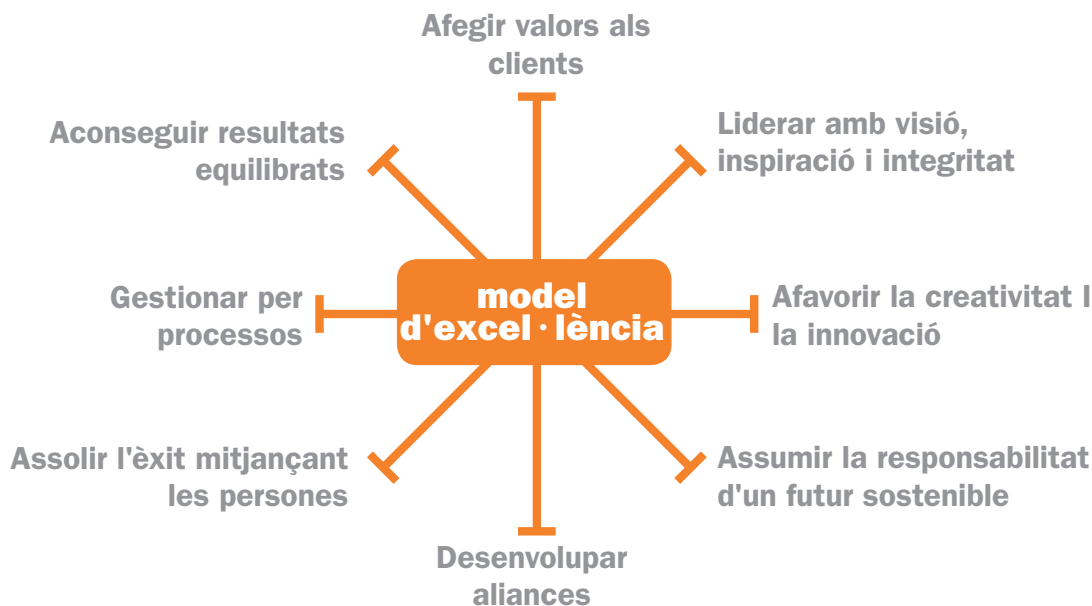 Afegir valors als
clients
Aconseguir resultats
equilibrats
Liderar amb visió,
inspiració i integritat
Gestionar per
processos
model
d'excel·lència
Afavorir la creativitat I
la innovació
Assolir l'èxit mitjançant
les persones
Assumir la responsabilitat
d'un futur sostenible
Desenvolupar
aliances